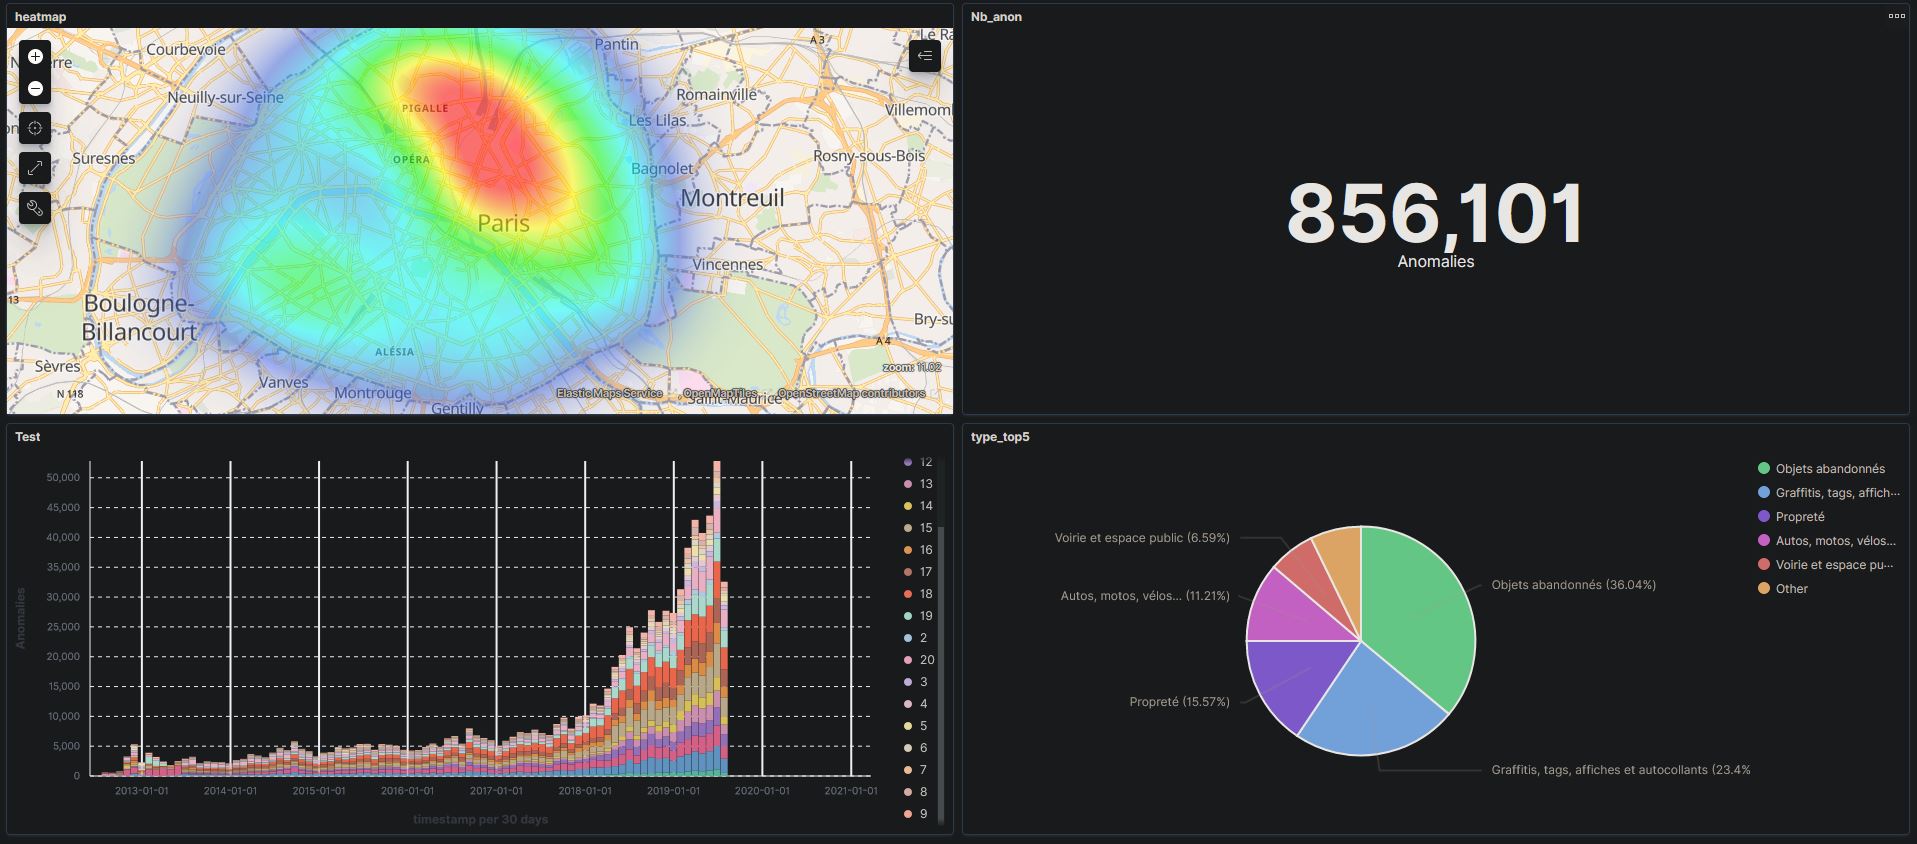 heatmap
Courbevoie
Pantin
A 3
Neuilly-sur-Seine
PIGALLE
Romainville
Les Lilas
Suresnes
OPÉRA
Bagnolet
Rosny-sous-Bois
Montreuil
Paris
Vincennes
13
Boulogne-
Billancourt
Bry-su
A 4
ALÉSIA
Sèvres
zoom: 11.02
Vanves
N 118
Montrouge
Elastic Maps Service
OpenMapTiles
OpenStreetMap contributors
Saint-Maurice
Gentilly
Nb_anon
856,101
Anomalies
Test
50,000
45,000
40,000
35,000
30,000
25,000
20,000
15,000
10,000
5,000
0
Anomalies
2013-01-01
2014-01-01
2015-01-01
2016-01-01
2017-01-01
2018-01-01
2019-01-01
2020-01-01
2021-01-01
timestamp per 30 days
12
13
14
15
16
17
18
19
2
20
3
4
5
6
7
8
9
type_top5
Voirie et espace public (6.59%)
Autos, motos, vélos... (11.21%)
Propreté (15.57%)
Objets abandonnés (36.04%)
Graffitis, tags, affiches et autocollants (23.4%
Objets abandonnés
Graffitis, tags, affich...
Propreté
Autos, motos, vélos...
Voirie et espace pu...
Other